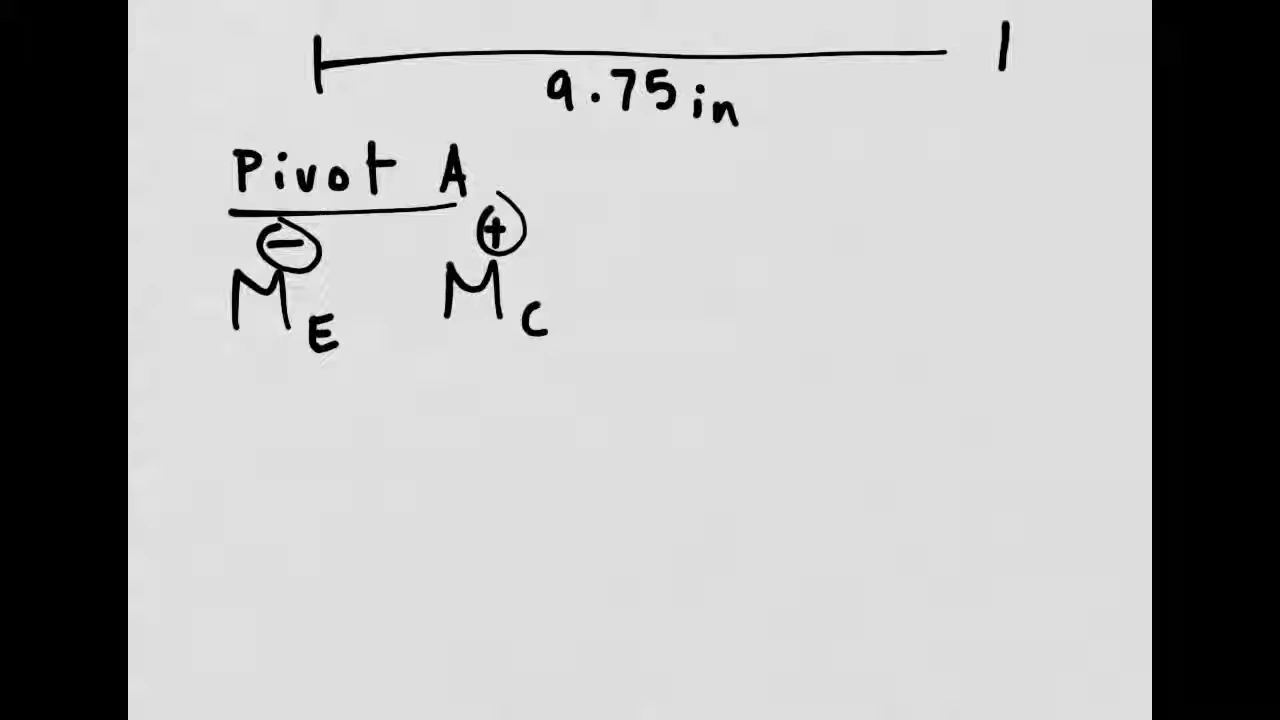 9.75 in
Pivot A
⊖ ⊕
M_E M_C